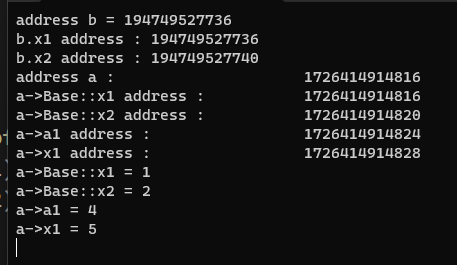 address b = 194749527736
b.x1 address : 194749527736
b.x2 address : 194749527740
address a : 1726414914816
a->Base::x1 address : 1726414914816
a->Base::x2 address : 1726414914820
a->a1 address : 1726414914824
a->x1 address : 1726414914828
a->Base::x1 = 1
a->Base::x2 = 2
a->a1 = 4
a->x1 = 5